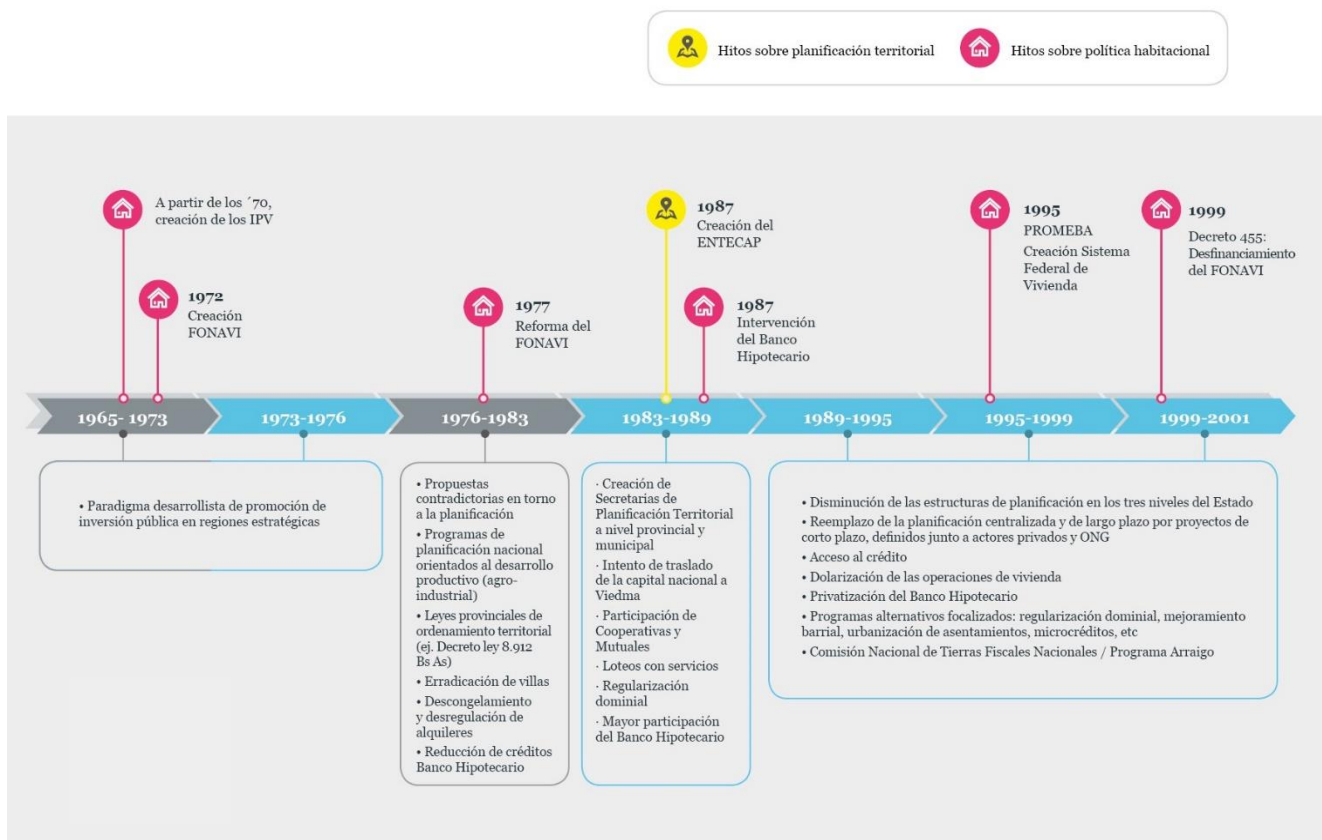 Hitos sobre planificación territorial
Hitos sobre política habitacional
A partir de los ´70,
creación de los IPV
1972
Creación
FONAVI
1977
Reforma del
FONAVI
1987
Creación del
ENTECAP
1987
Intervención
del Banco
Hipotecario
1995
PROMEBA
Creación Sistema
Federal de
Vivienda
1999
Decreto 455:
Desfinanciamiento
del FONAVI
1965- 1973
1973-1976
1976-1983
1983-1989
1989-1995
1995-1999
1999-2001
• Paradigma desarrollista de promoción de
inversión pública en regiones estratégicas
• Propuestas
contradictorias en torno
a la planificación
• Programas de
planificación nacional
orientados al desarrollo
productivo (agro-
industrial)
• Leyes provinciales de
ordenamiento territorial
(ej. Decreto ley 8.912
Bs As)
• Erradicación de villas
• Descongelamiento
y desregulación de
alquileres
• Reducción de créditos
Banco Hipotecario
· Creación de
Secretarias de
Planificación Territorial
a nivel provincial y
municipal
· Intento de traslado
de la capital nacional a
Viedma
· Participación de
Cooperativas y
Mutuales
· Loteos con servicios
· Regularización
dominial
· Mayor participación
del Banco Hipotecario
• Disminución de las estructuras de planificación en los tres niveles del Estado
• Reemplazo de la planificación centralizada y de largo plazo por proyectos de
corto plazo, definidos junto a actores privados y ONG
• Acceso al crédito
• Dolarización de las operaciones de vivienda
• Privatización del Banco Hipotecario
• Programas alternativos focalizados: regularización dominial, mejoramiento
barrial, urbanización de asentamientos, microcréditos, etc
• Comisión Nacional de Tierras Fiscales Nacionales / Programa Arraigo